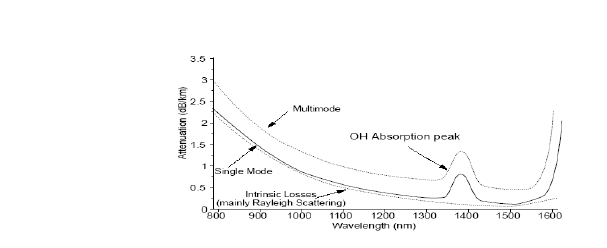 3.5
3
2.5
2
1.5
1
0.5
0
Attenuation (dB/km)
Multimode
OH Absorption peak
Single Mode
Intrinsic Losses
(mainly Rayleigh Scattering)
800 900 1000 1100 1200 1300 1400 1500 1600
Wavelength (nm)